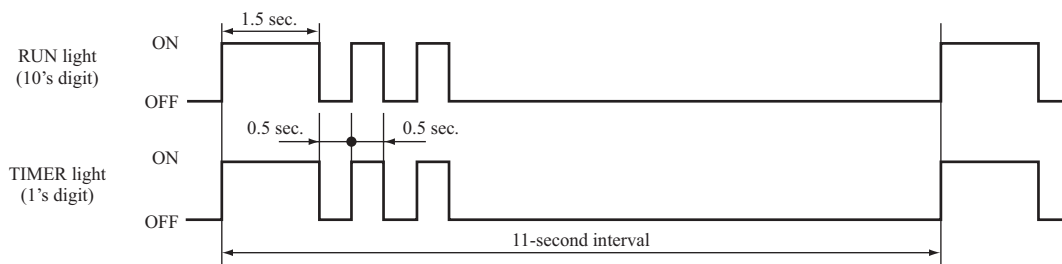 1.5 sec.
RUN light
(10’s digit)
ON
OFF
0.5 sec.
0.5 sec.
TIMER light
(1’s digit)
ON
OFF
11-second interval